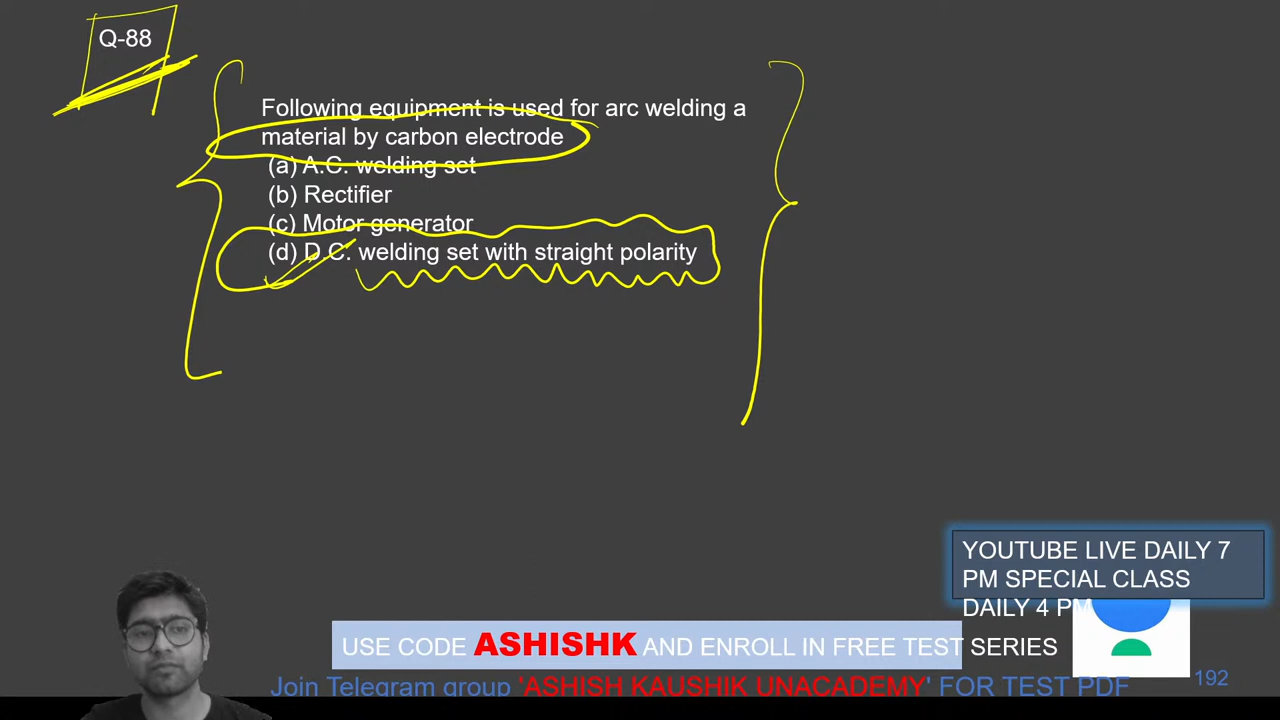 Q-88
Following equipment is used for arc welding a
material by carbon electrode
(a) A.C. welding set
(b) Rectifier
(c) Motor generator
(d) D.C. welding set with straight polarity
YOUTUBE LIVE DAILY 7
PM SPECIAL CLASS
DAILY 4 PM
USE CODE ASHISHK AND ENROLL IN FREE TEST SERIES
Join Telegram group 'ASHISH KAUSHIK UNACADEMY' FOR TEST PDF
192